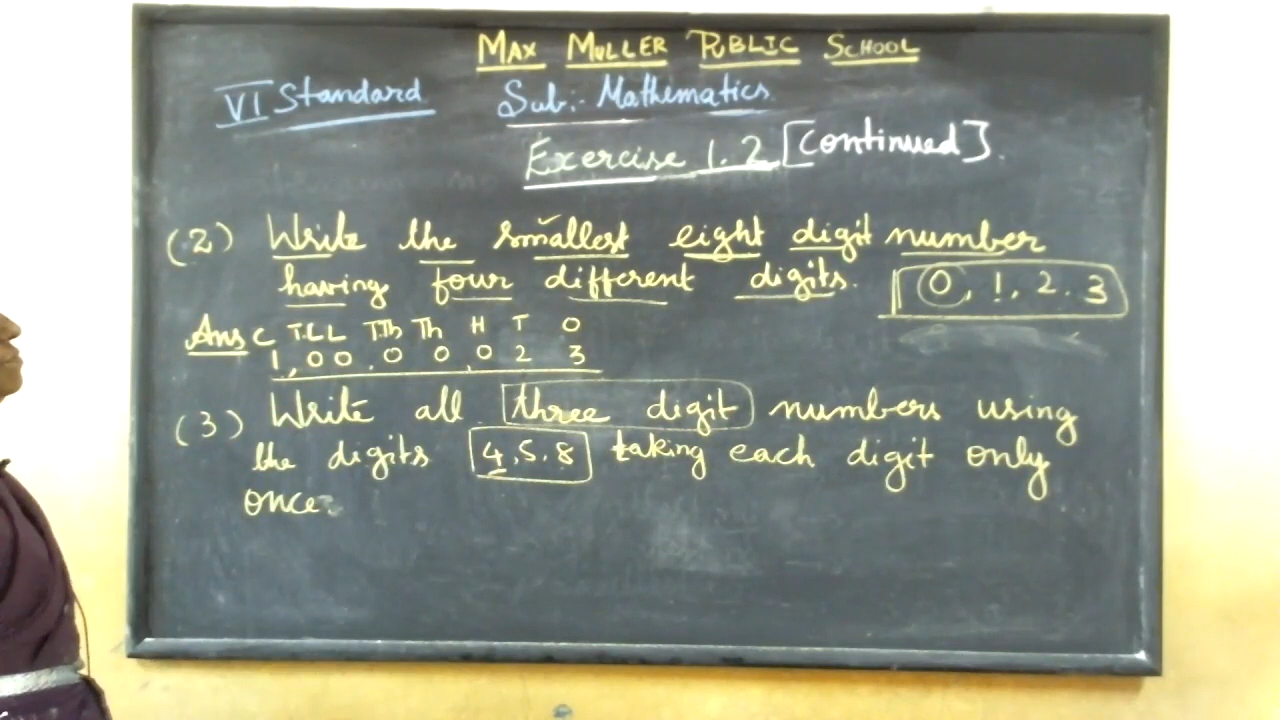 MAX MULLER PUBLIC SCHOOL
VI Standard Sub:- Mathematics
Exercise 1.2 [Continued].
(2) Write the smallest eight digit number
having four different digits. 0, 1, 2. 3
Ans C T.L L T.Th Th H T O
1,00,00,023
(3) Write all three digit numbers using
the digits 4,5,8 taking each digit only
once